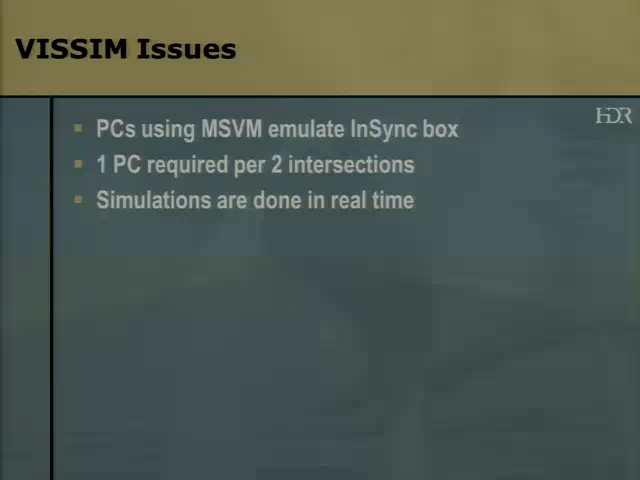 VISSIM Issues
HDR
PCs using MSVM emulate InSync box
1 PC required per 2 intersections
Simulations are done in real time